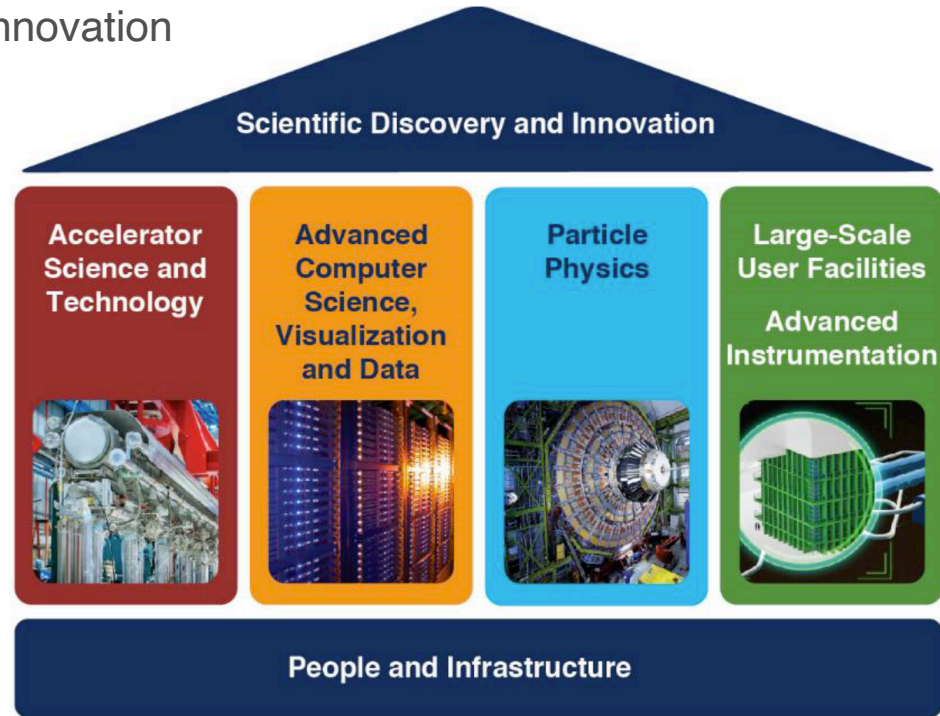 nnovation
Scientific Discovery and Innovation
Accelerator
Science and
Technology
Advanced
Computer
Science,
Visualization
and Data
Particle
Physics
Large-Scale
User Facilities
Advanced
Instrumentation
People and Infrastructure